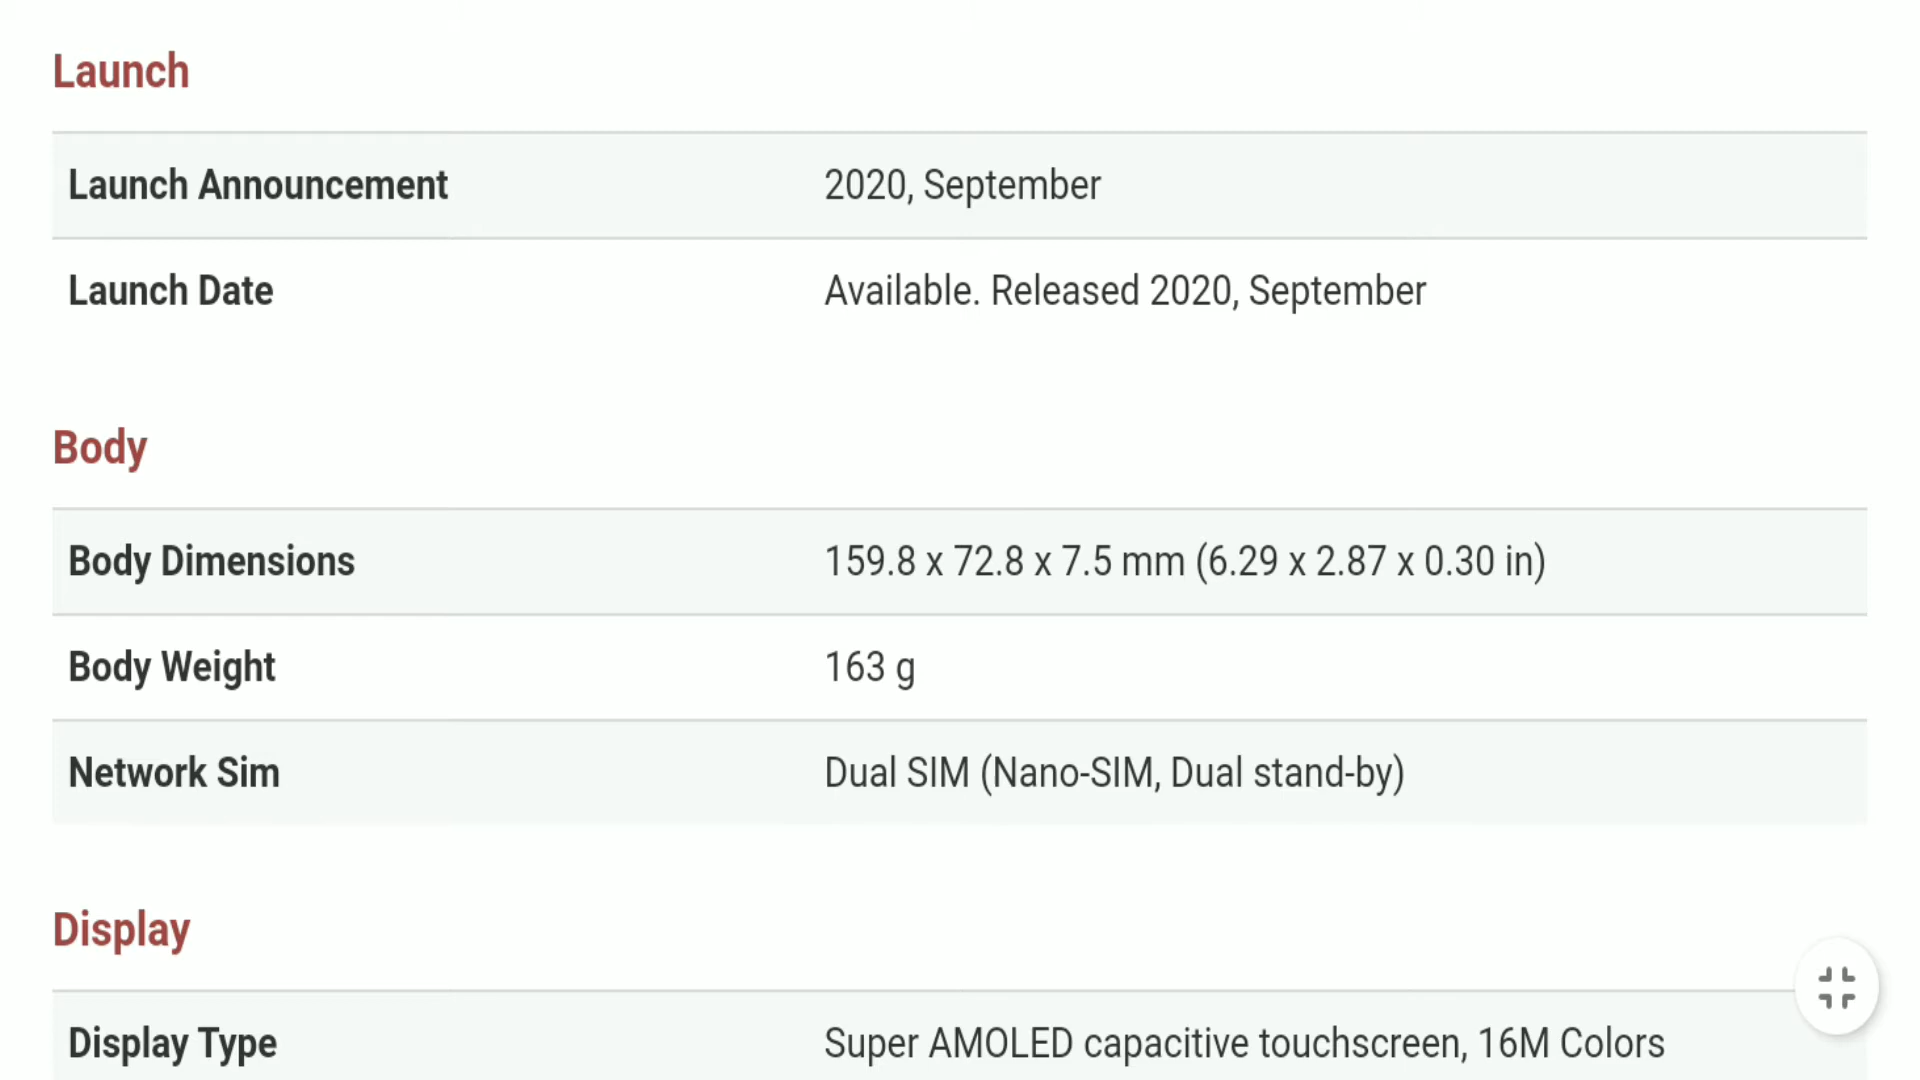 Launch
Launch Announcement 2020, September
Launch Date Available. Released 2020, September
Body
Body Dimensions 159.8 x 72.8 x 7.5 mm (6.29 x 2.87 x 0.30 in)
Body Weight 163 g
Network Sim Dual SIM (Nano-SIM, Dual stand-by)
Display
Display Type Super AMOLED capacitive touchscreen, 16M Colors